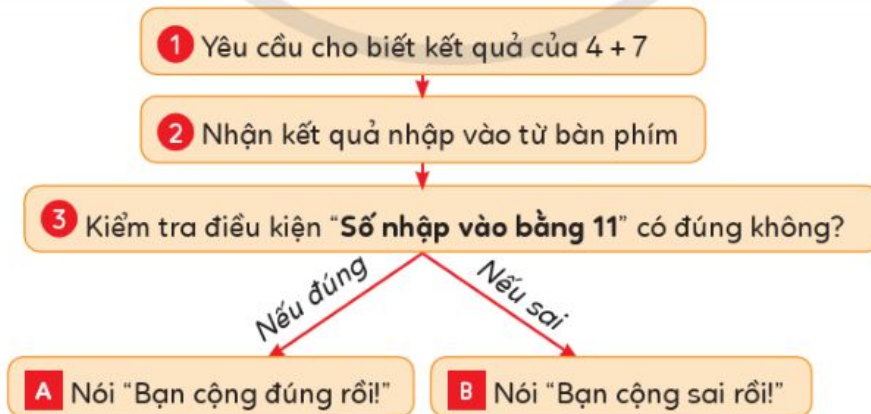 1 Yêu cầu cho biết kết quả của 4 + 7
2 Nhận kết quả nhập vào từ bàn phím
3 Kiểm tra điều kiện “Số nhập vào bằng 11” có đúng không?
Nếu đúng
Nếu sai
A Nói “Bạn cộng đúng rồi!”
B Nói “Bạn cộng sai rồi!”